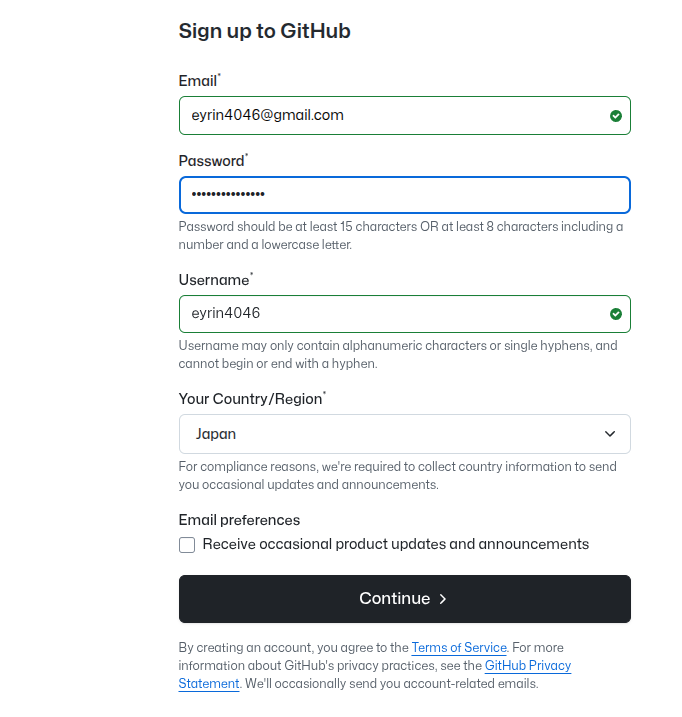 Sign up to GitHub
Email*
eyrin4046@gmail.com
Password*
•••••••••••••••
Password should be at least 15 characters OR at least 8 characters including a
number and a lowercase letter.
Username*
eyrin4046
Username may only contain alphanumeric characters or single hyphens, and
cannot begin or end with a hyphen.
Your Country/Region*
Japan
For compliance reasons, we're required to collect country information to send
you occasional updates and announcements.
Email preferences
Receive occasional product updates and announcements
Continue
By creating an account, you agree to the Terms of Service. For more
information about GitHub's privacy practices, see the GitHub Privacy
Statement. We'll occasionally send you account-related emails.